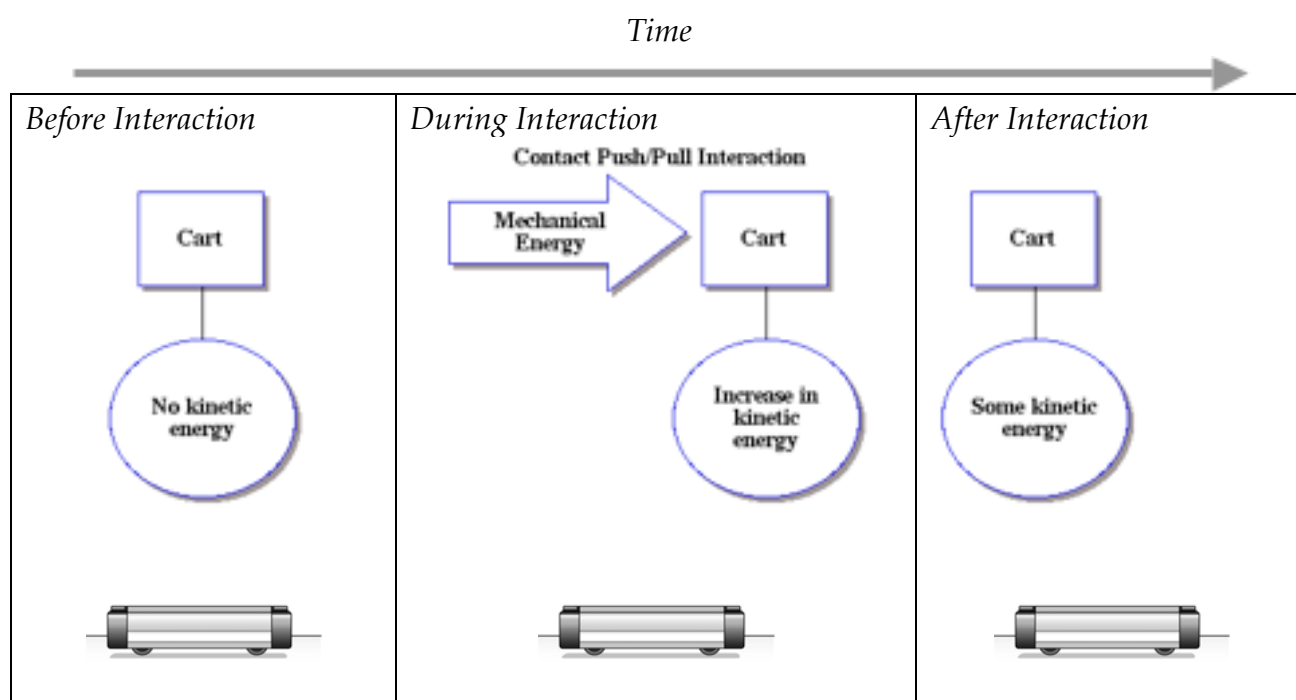 Time
Before Interaction
Cart
No kinetic
energy
During Interaction
Contact Push/Pull Interaction
Mechanical
Energy
Cart
Increase in
kinetic
energy
After Interaction
Cart
Some kinetic
energy